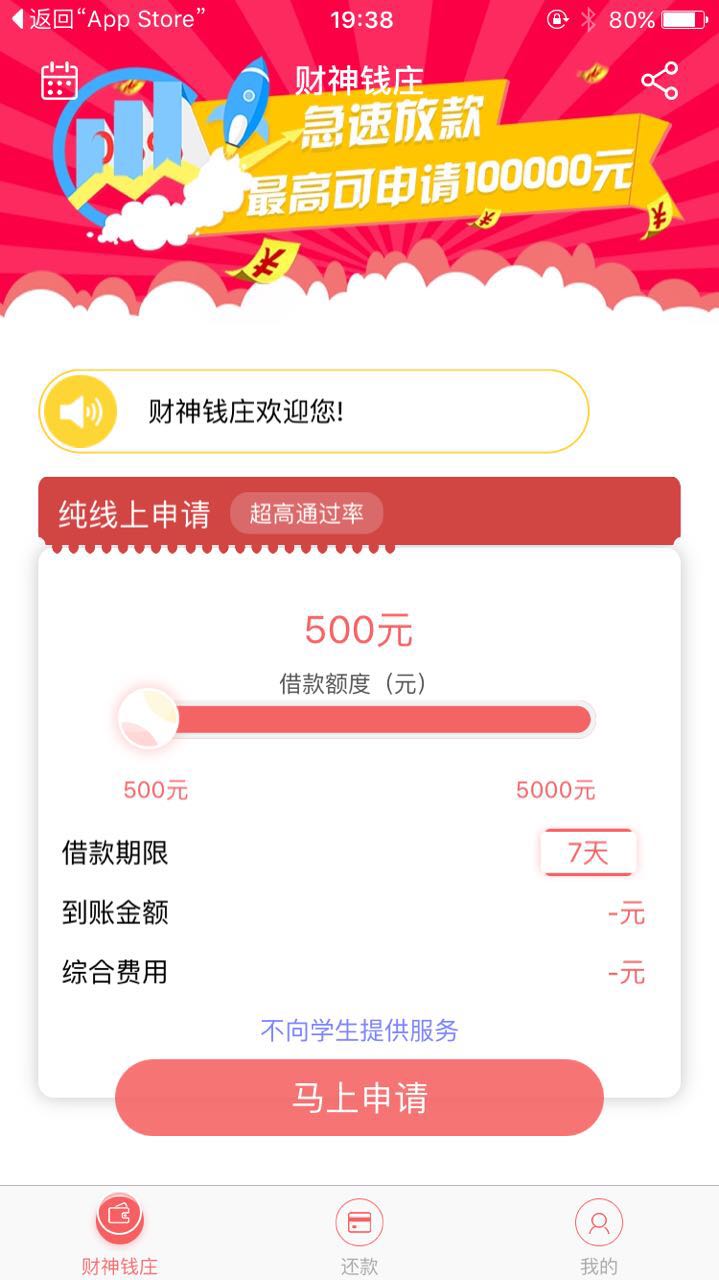 返回“App Store”
19:38
80%
财神钱庄
急速放款
最高可申请100000元
财神钱庄欢迎您!
纯线上申请
超高通过率
500元
借款额度（元）
500元
5000元
借款期限
7天
到账金额
-元
综合费用
-元
不向学生提供服务
马上申请
财神钱庄
还款
我的